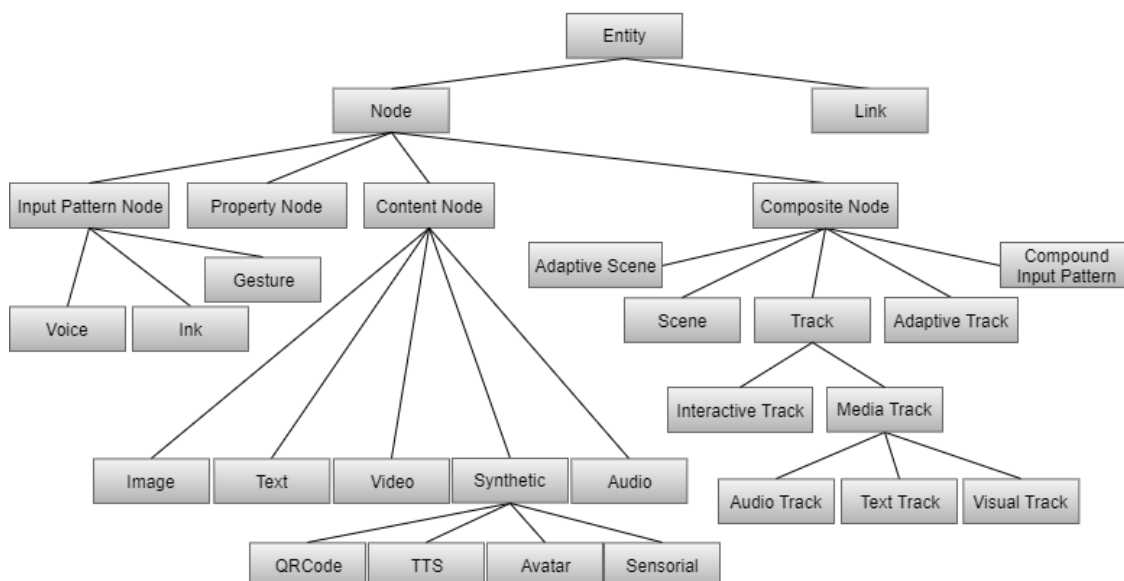 Entity
Node
Link
Input Pattern Node
Property Node
Content Node
Composite Node
Adaptive Scene
Compound
Input Pattern
Gesture
Voice
Ink
Scene
Track
Adaptive Track
Interactive Track
Media Track
Image
Text
Video
Synthetic
Audio
Audio Track
Text Track
Visual Track
QRCode
TTS
Avatar
Sensorial